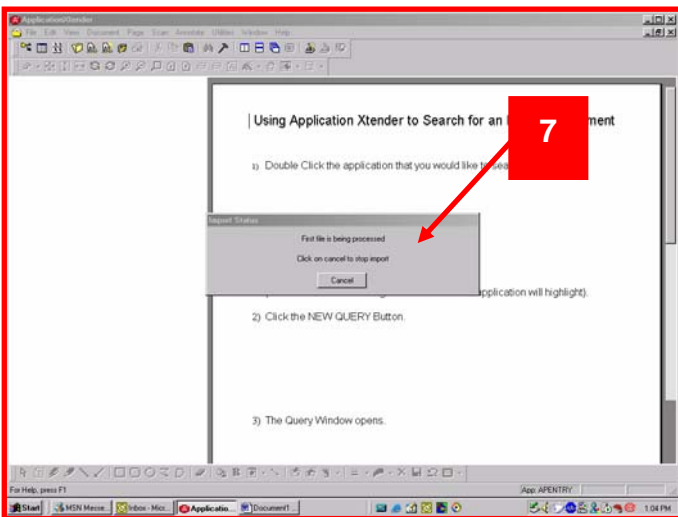 ApplicationXtender
File Edit View Document Page Scan Annotate Utilities Window Help
Using Application Xtender to Search for an ment
7
1) Double Click the application that you would like to sea
Import Status
First file is being processed
Click on cancel to stop import
Cancel
application will highlight).
2) Click the NEW QUERY Button.
3) The Query Window opens.
For Help, press F1
App: APENTRY
Start MSN Messe... Inbox - Micr... Applicatio... Document1 ... 1:04 PM